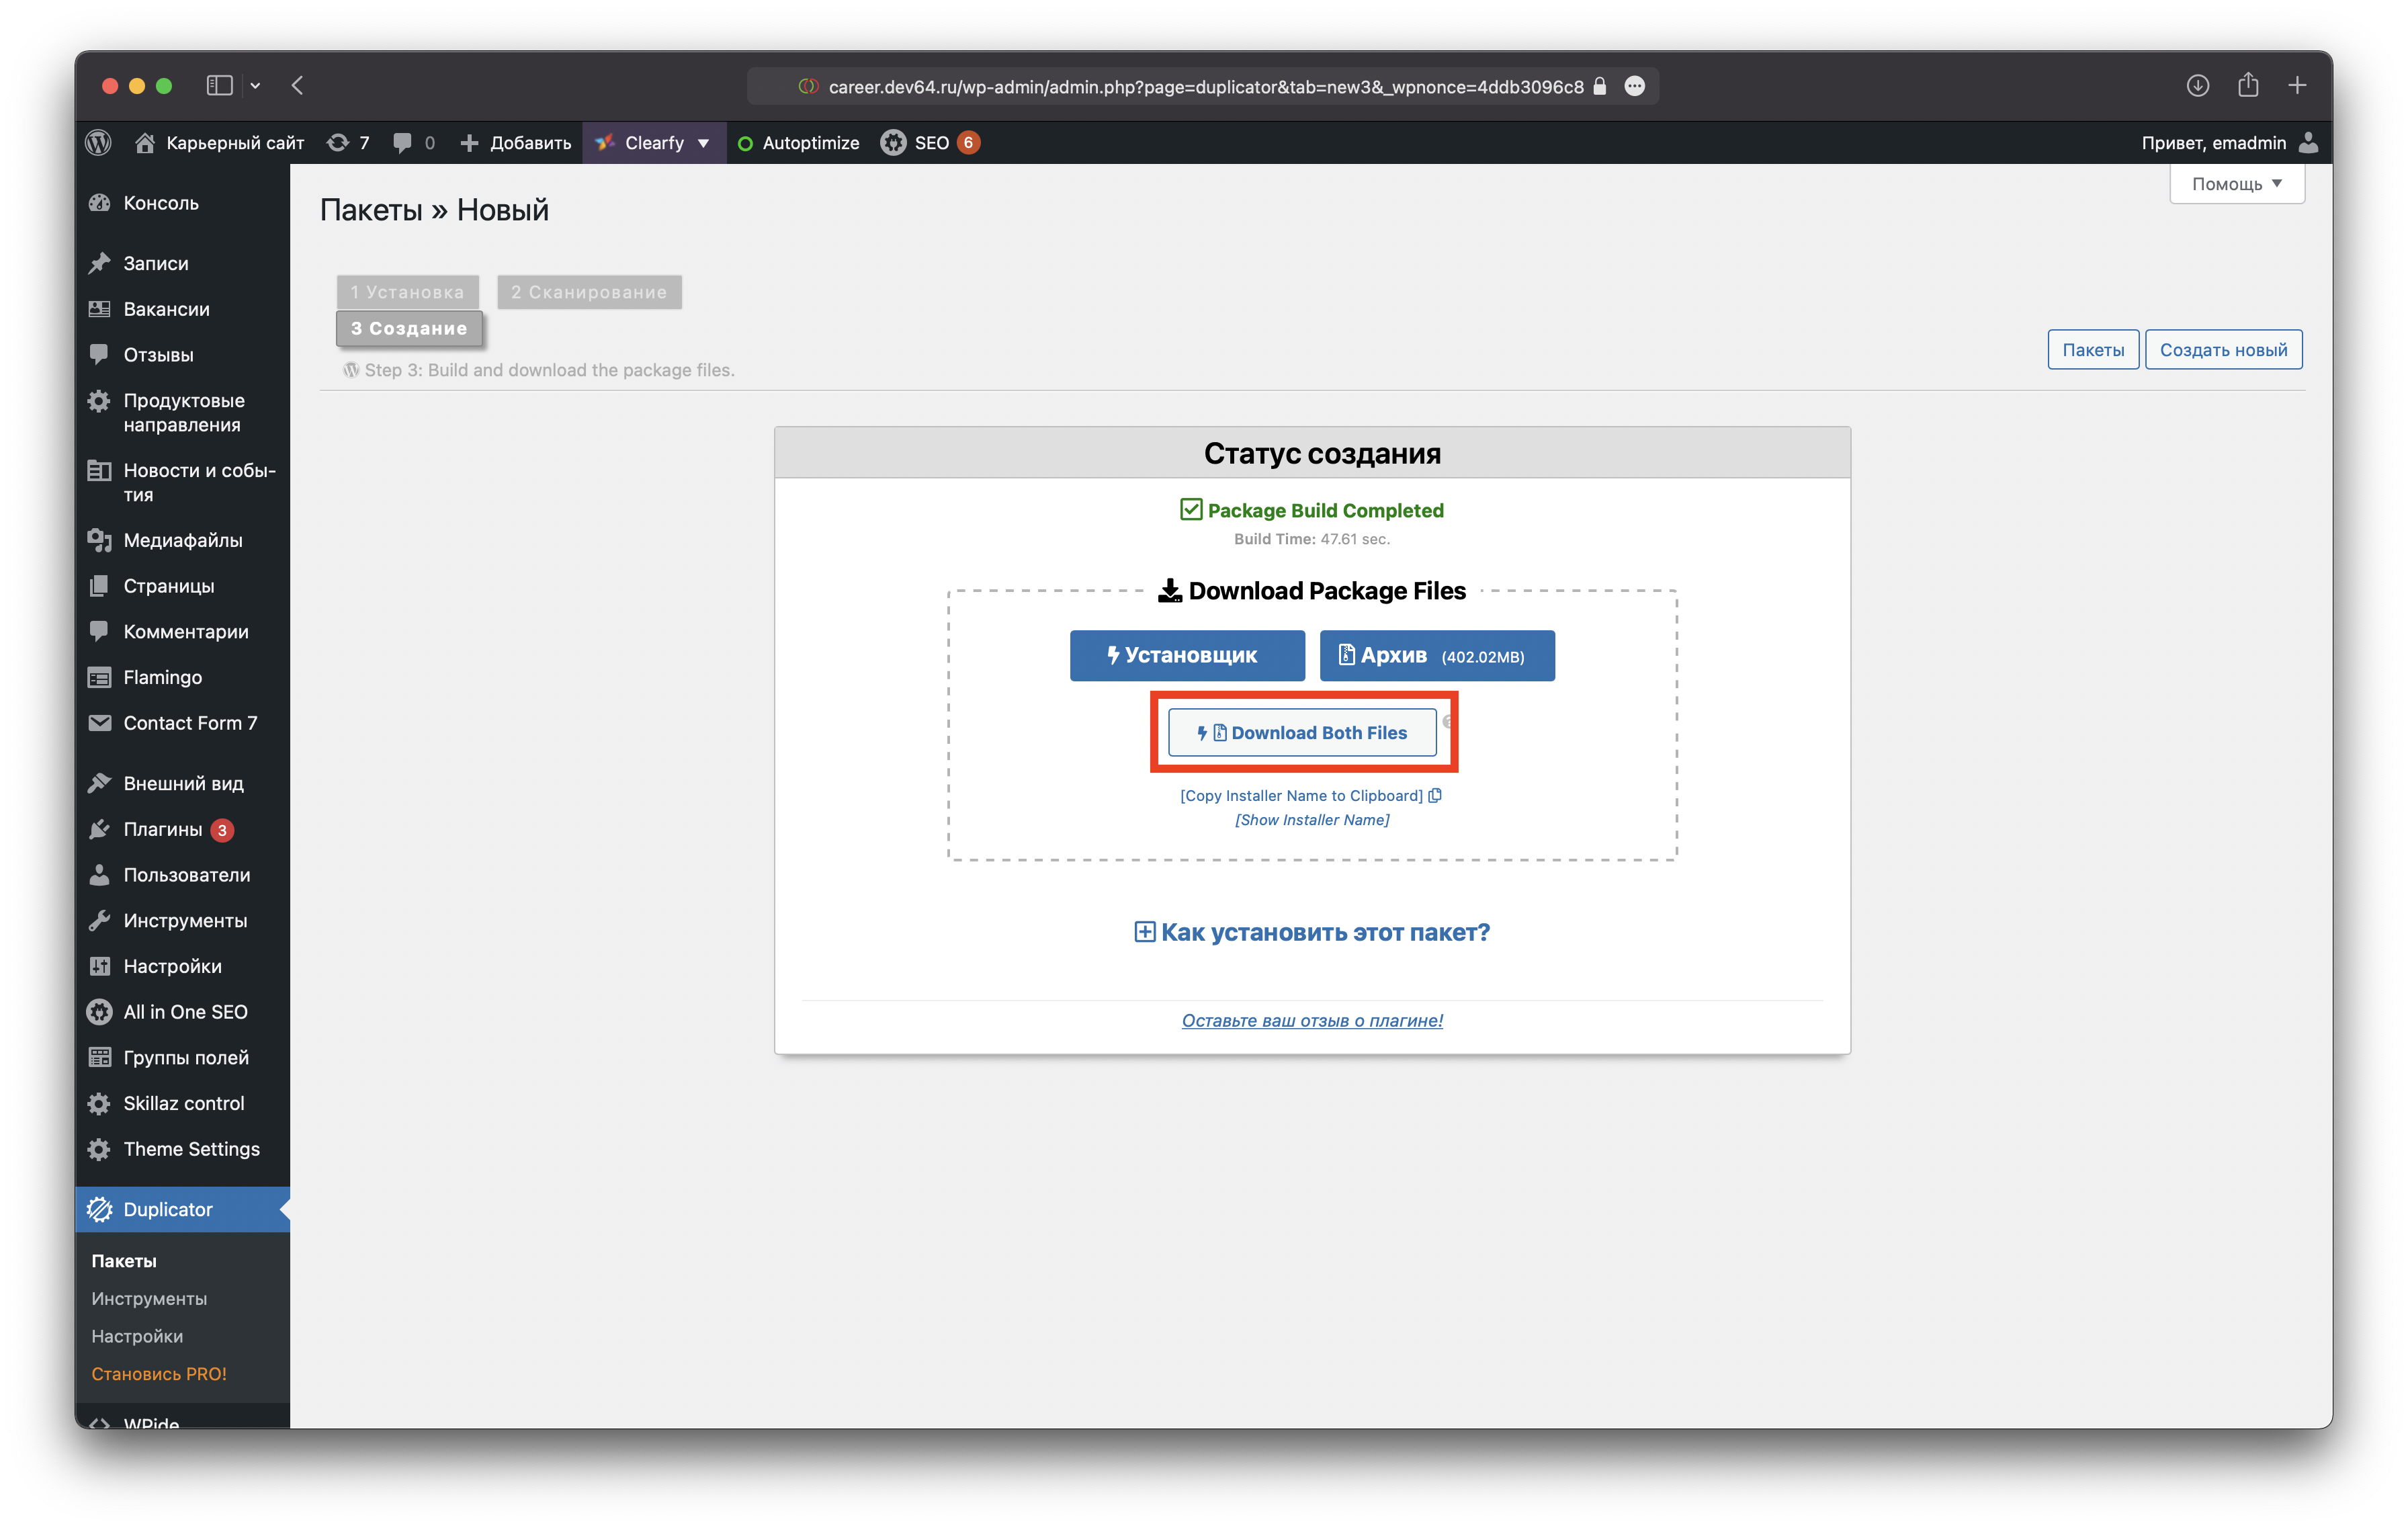 career.dev64.ru/wp-admin/admin.php?page=duplicator&tab=new3&_wpnonce=4ddb3096c8
Карьерный сайт 7 0 Добавить Clearfy ▼ Autoptimize SEO 6 Привет, emadmin
Помощь ▼
Консоль
Записи
Вакансии
Отзывы
Продуктовые
направления
Новости и собы-
тия
Медиафайлы
Страницы
Комментарии
Flamingo
Contact Form 7
Внешний вид
Плагины 3
Пользователи
Инструменты
Настройки
All in One SEO
Группы полей
Skillaz control
Theme Settings
Duplicator
Пакеты
Инструменты
Настройки
Становись PRO!
WPide
Пакеты » Новый
1 Установка 2 Сканирование
3 Создание
Step 3: Build and download the package files.
Пакеты Создать новый
Статус создания
Package Build Completed
Build Time: 47.61 sec.
Download Package Files
Установщик Архив (402.02MB)
Download Both Files
[Copy Installer Name to Clipboard]
[Show Installer Name]
Как установить этот пакет?
Оставьте ваш отзыв о плагине!